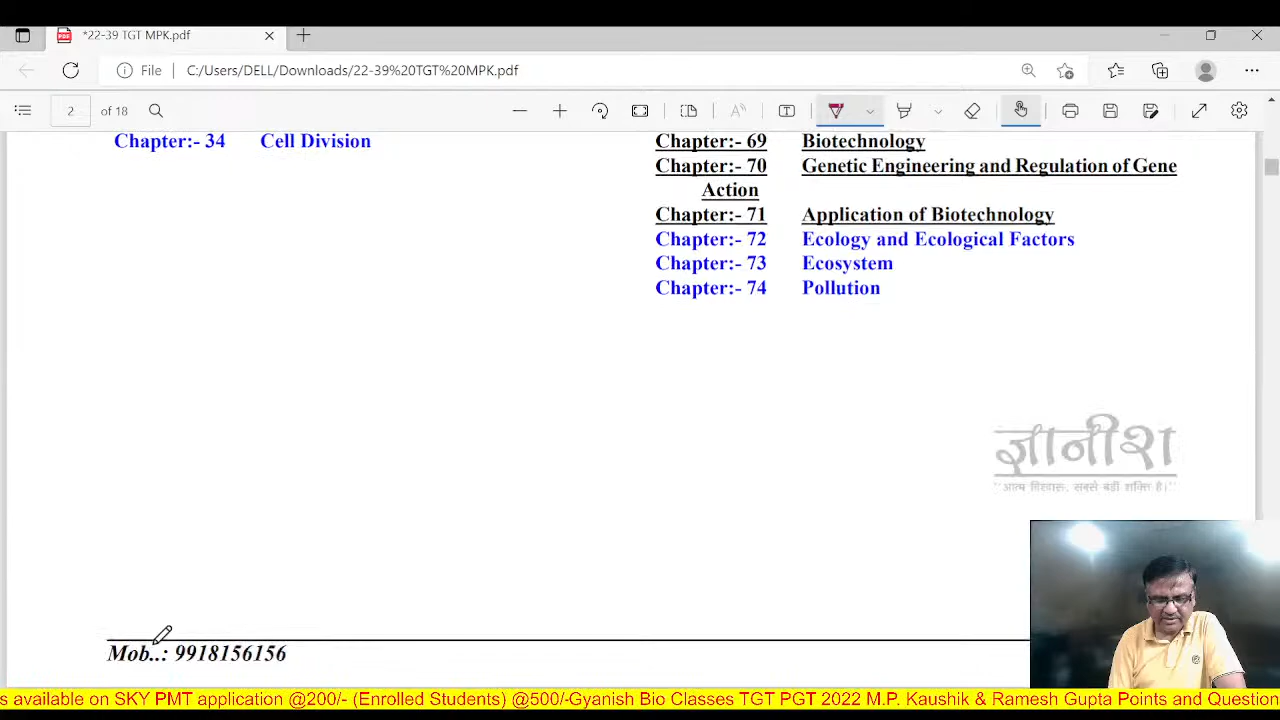 *22-39 TGT MPK.pdf
File
C:/Users/DELL/Downloads/22-39%20TGT%20MPK.pdf
2 of 18
Chapter:- 34 Cell Division
Chapter:- 69 Biotechnology
Chapter:- 70 Genetic Engineering and Regulation of Gene
Action
Chapter:- 71 Application of Biotechnology
Chapter:- 72 Ecology and Ecological Factors
Chapter:- 73 Ecosystem
Chapter:- 74 Pollution
ज्ञानीश
"आत्म विश्वास, सबसे बड़ी शक्ति है।"
Mob..: 9918156156
s available on SKY PMT application @200/- (Enrolled Students) @500/-Gyanish Bio Classes TGT PGT 2022 M.P. Kaushik & Ramesh Gupta Points and Question